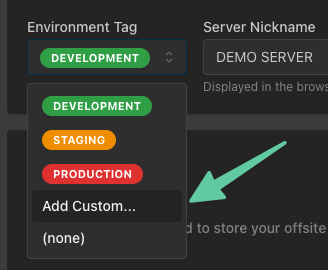 Environment Tag
Server Nickname
DEVELOPMENT
DEMO SERVER
Displayed in the brows
DEVELOPMENT
STAGING
PRODUCTION
Add Custom...
d to store your offsite
(none)